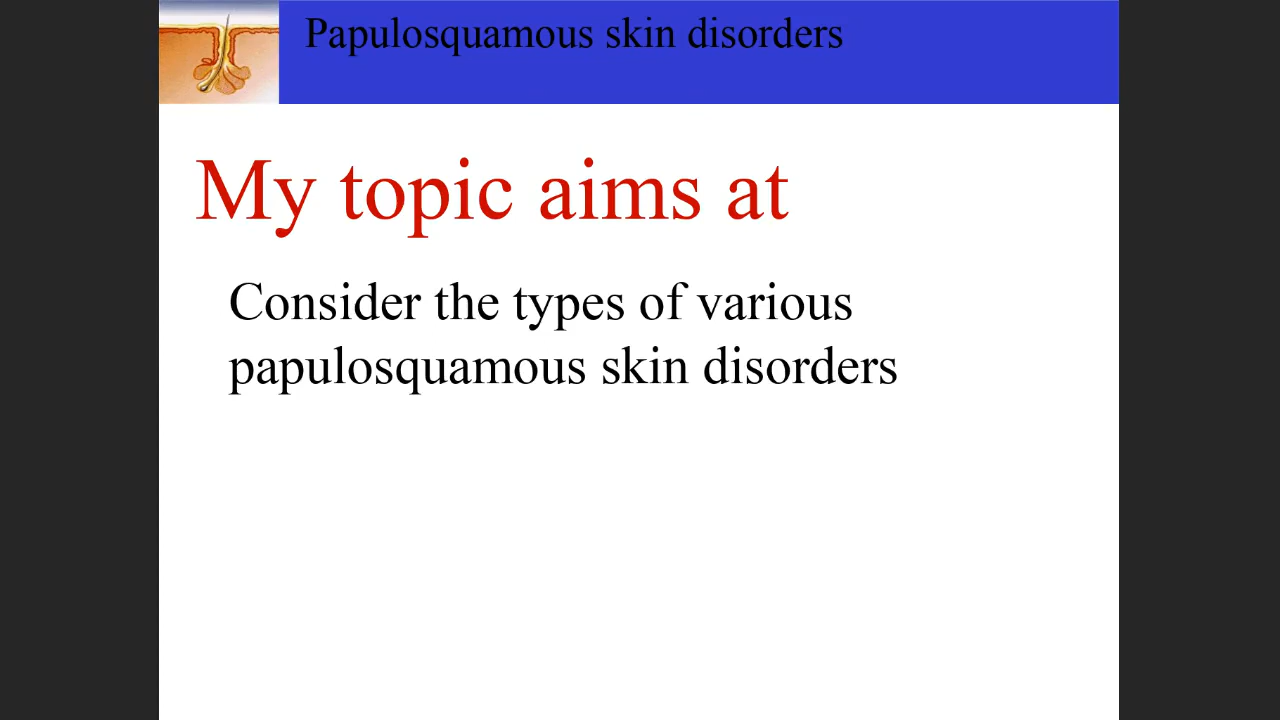 Papulosquamous skin disorders
My topic aims at
Consider the types of various
papulosquamous skin disorders